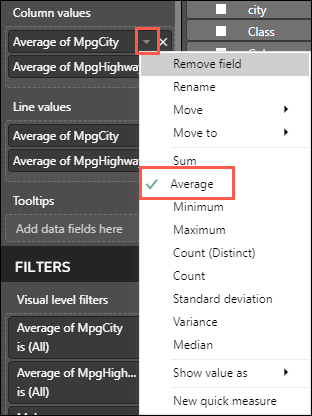 Column values
Average of MpgCity
Average of MpgHighway
Line values
Average of MpgCity
Average of MpgHighway
Tooltips
Add data fields here
FILTERS
Visual level filters
Average of MpgCity
is (All)
Average of MpgHigh...
is (All)
city
Class
Remove field
Rename
Move
Move to
Sum
Average
Minimum
Maximum
Count (Distinct)
Count
Standard deviation
Variance
Median
Show value as
New quick measure